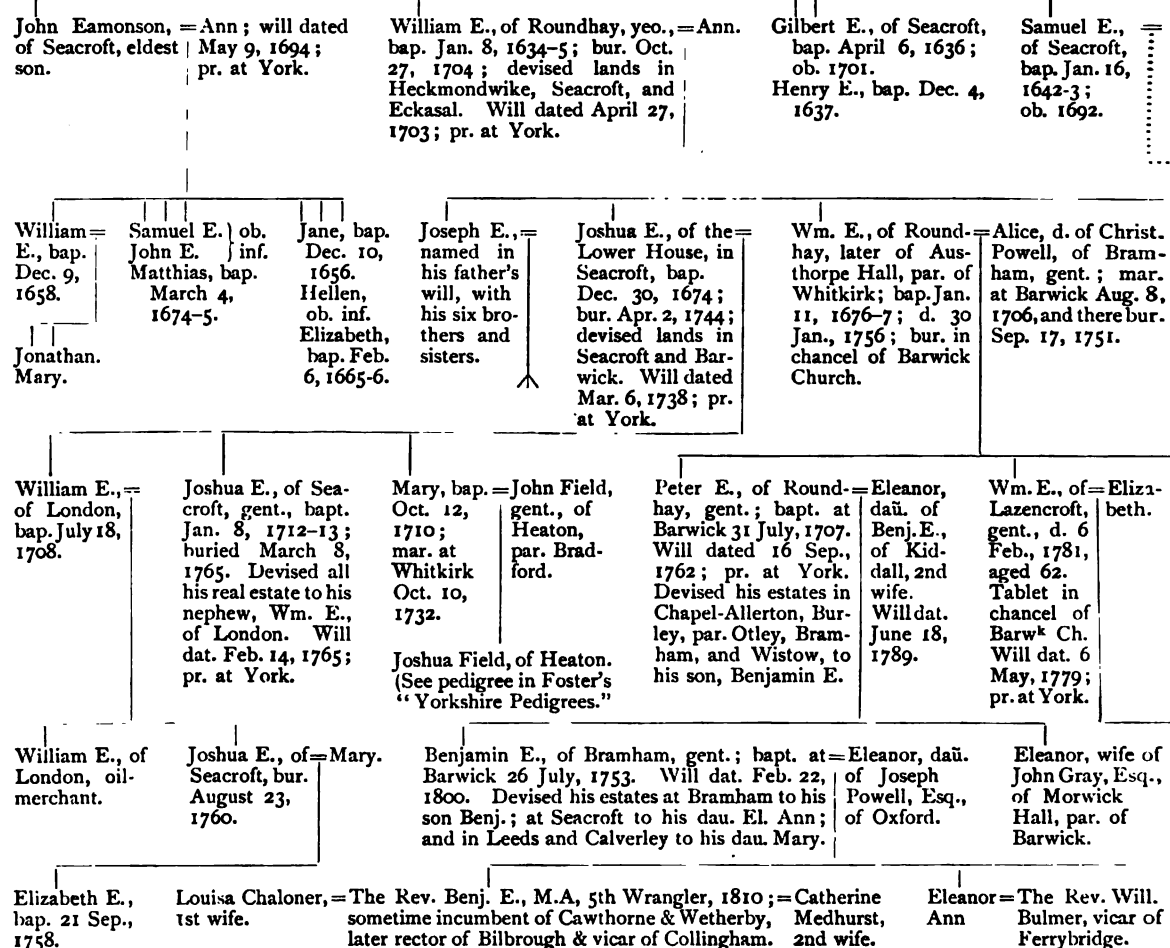 John Eamonson, = Ann; will dated
of Seacroft, eldest May 9, 1694;
son. pr. at York.
William E., of Roundhay, yeo., = Ann.
bap. Jan. 8, 1634-5; bur. Oct.
27, 1704; devised lands in
Heckmondwike, Seacroft, and
Eckasal. Will dated April 27,
1703; pr. at York.
Gilbert E., of Seacroft,
bap. April 6, 1636;
ob. 1701.
Henry E., bap. Dec. 4,
1637.
Samuel E., =
of Seacroft,
bap. Jan. 16,
1642-3;
ob. 1692.
William =
E., bap.
Dec. 9,
1658.
Jonathan.
Mary.
Samuel E. } ob.
John E. } inf.
Matthias, bap.
March 4,
1674-5.
Jane, bap.
Dec. 10,
1656.
Hellen,
ob. inf.
Elizabeth,
bap. Feb.
6, 1665-6.
Joseph E., =
named in
his father's
will, with
his six bro-
thers and
sisters.
Joshua E., of the =
Lower House, in
Seacroft, bap.
Dec. 30, 1674;
bur. Apr. 2, 1744;
devised lands in
Seacroft and Bar-
wick. Will dated
Mar. 6, 1738; pr.
at York.
Wm. E., of Round- = Alice, d. of Christ.
hay, later of Aus- Powell, of Bram-
thorpe Hall, par. of ham, gent.; mar.
Whitkirk; bap. Jan. at Barwick Aug. 8,
11, 1676-7; d. 30 1706, and there bur.
Jan., 1756; bur. in Sep. 17, 1751.
chancel of Barwick
Church.
William E., =
of London,
bap. July 18,
1708.
Joshua E., of Sea-
croft, gent., bapt.
Jan. 8, 1712-13;
buried March 8,
1765. Devised all
his real estate to his
nephew, Wm. E.,
of London. Will
dat. Feb. 14, 1765;
pr. at York.
Mary, bap. = John Field,
Oct. 12, gent., of
1710; Heaton,
mar. at par. Brad-
Whitkirk ford.
Oct. 10,
1732.
Joshua Field, of Heaton.
(See pedigree in Foster's
"Yorkshire Pedigrees."
Peter E., of Round- = Eleanor,
hay, gent.; bapt. at daü. of
Barwick 31 July, 1707. Benj. E.,
Will dated 16 Sep., of Kid-
1762; pr. at York. dall, 2nd
Devised his estates in wife.
Chapel-Allerton, Bur- Will dat.
ley, par. Otley, Bram- June 18,
ham, and Wistow, to 1789.
his son, Benjamin E.
Wm. E., of = Eliza-
Lazencroft, beth.
gent., d. 6
Feb., 1781,
aged 62.
Tablet in
chancel of
Barwᵏ Ch.
Will dat. 6
May, 1779;
pr. at York.
William E., of
London, oil-
merchant.
Joshua E., of = Mary.
Seacroft, bur.
August 23,
1760.
Benjamin E., of Bramham, gent.; bapt. at = Eleanor, daü.
Barwick 26 July, 1753. Will dat. Feb. 22, of Joseph
1800. Devised his estates at Bramham to his Powell, Esq.,
son Benj.; at Seacroft to his dau. El. Ann; of Oxford.
and in Leeds and Calverley to his dau. Mary.
Eleanor, wife of
John Gray, Esq.,
of Morwick
Hall, par. of
Barwick.
Elizabeth E.,
bap. 21 Sep.,
1758.
Louisa Chaloner, = The Rev. Benj. E., M.A, 5th Wrangler, 1810; = Catherine
1st wife. sometime incumbent of Cawthorne & Wetherby, Medhurst,
later rector of Bilbrough & vicar of Collingham. 2nd wife.
Eleanor = The Rev. Will.
Ann Bulmer, vicar of
Ferrybridge.